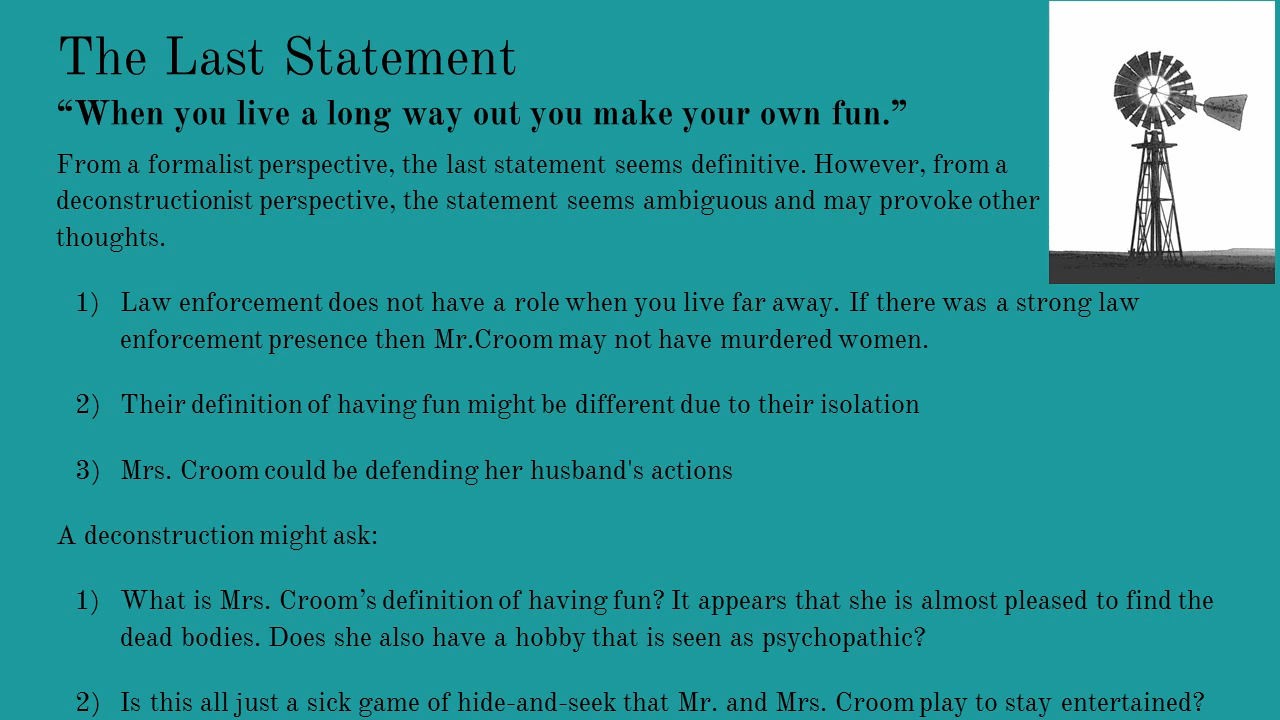 The Last Statement
“When you live a long way out you make your own fun.”
From a formalist perspective, the last statement seems definitive. However, from a
deconstructionist perspective, the statement seems ambiguous and may provoke other
thoughts.
1) Law enforcement does not have a role when you live far away. If there was a strong law
enforcement presence then Mr.Croom may not have murdered women.
2) Their definition of having fun might be different due to their isolation
3) Mrs. Croom could be defending her husband's actions
A deconstruction might ask:
1) What is Mrs. Croom’s definition of having fun? It appears that she is almost pleased to find the
dead bodies. Does she also have a hobby that is seen as psychopathic?
2) Is this all just a sick game of hide-and-seek that Mr. and Mrs. Croom play to stay entertained?